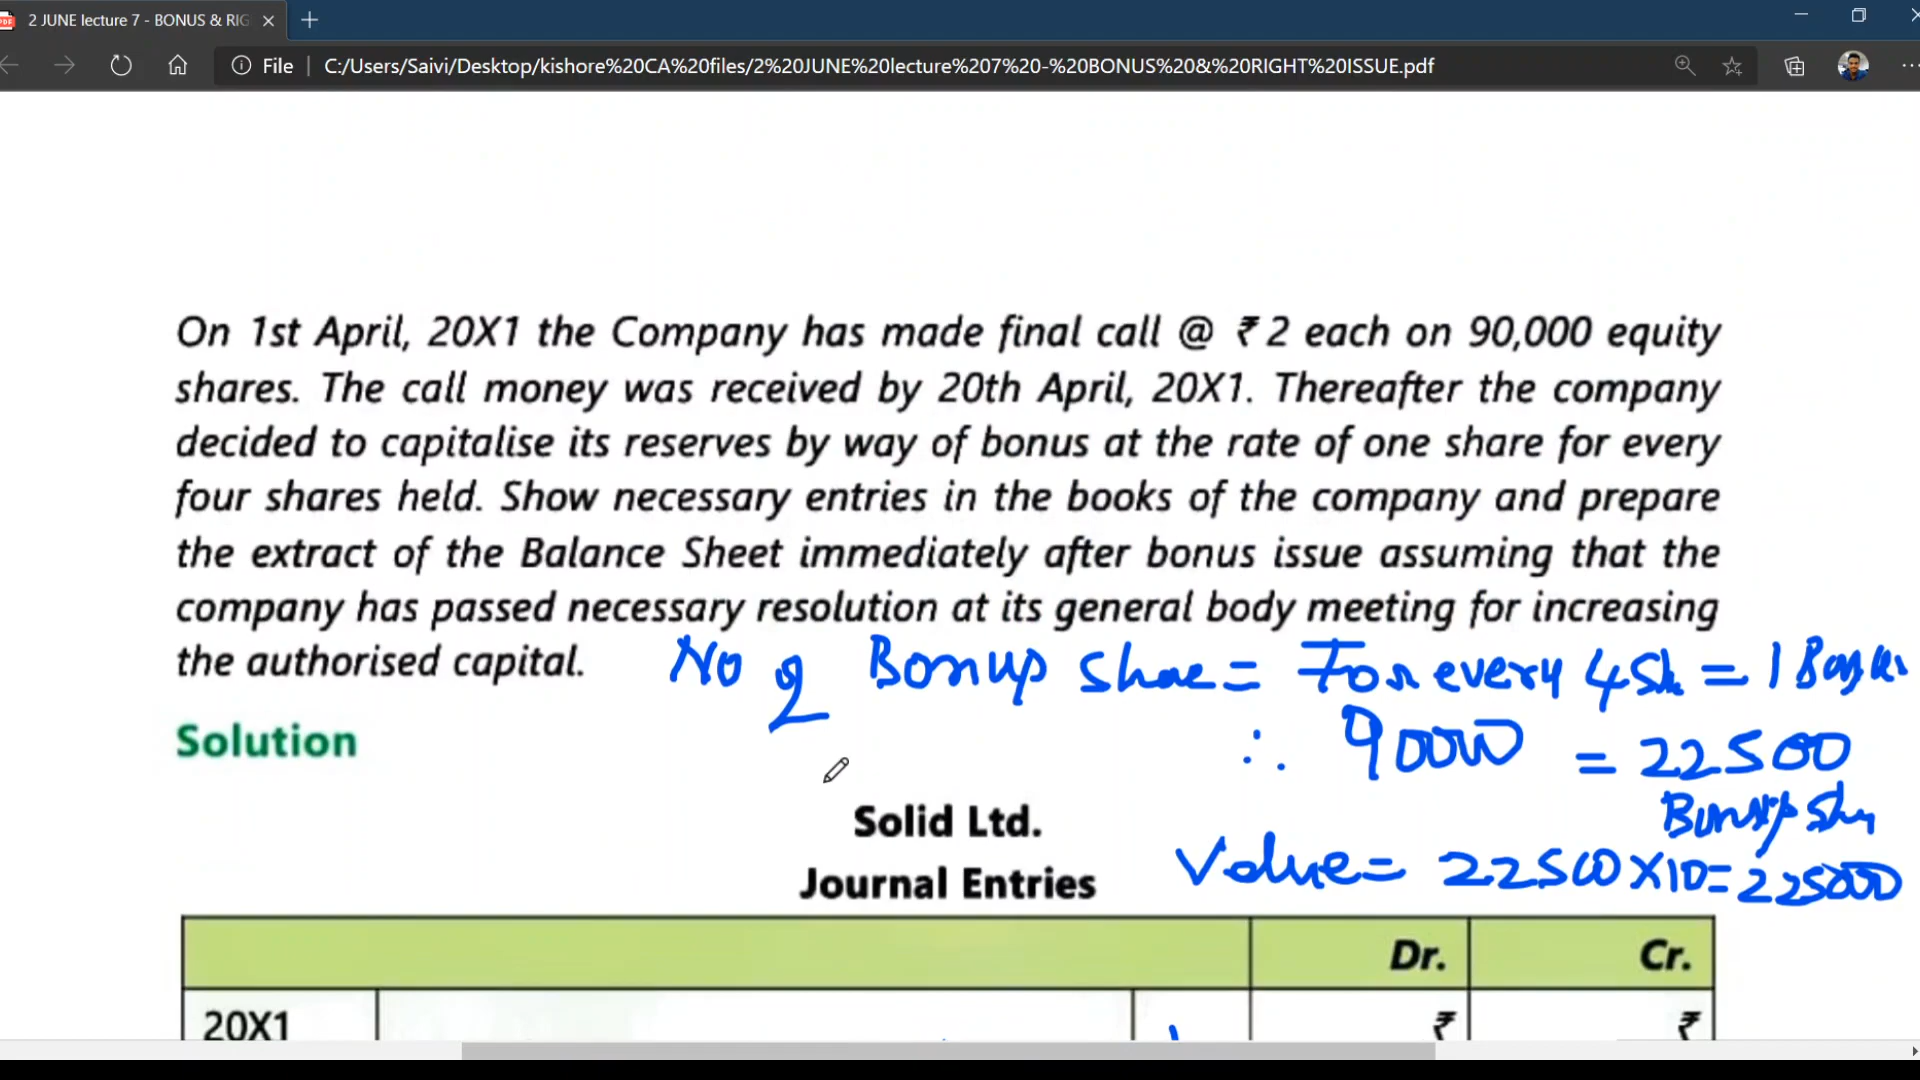 2 JUNE lecture 7 - BONUS & RIG
File | C:/Users/Saivi/Desktop/kishore%20CA%20files/2%20JUNE%20lecture%207%20-%20BONUS%20&%20RIGHT%20ISSUE.pdf
On 1st April, 20X1 the Company has made final call @ ₹ 2 each on 90,000 equity
shares. The call money was received by 20th April, 20X1. Thereafter the company
decided to capitalise its reserves by way of bonus at the rate of one share for every
four shares held. Show necessary entries in the books of the company and prepare
the extract of the Balance Sheet immediately after bonus issue assuming that the
company has passed necessary resolution at its general body meeting for increasing
the authorised capital.
No of Bonus Share = For every 4 Sh = 1 Bonus
∴ 90000 = 22500
Bonus Sh
Value = 22500 X 10 = 225000
Solution
Solid Ltd.
Journal Entries
Dr. Cr.
20X1 ₹ ₹